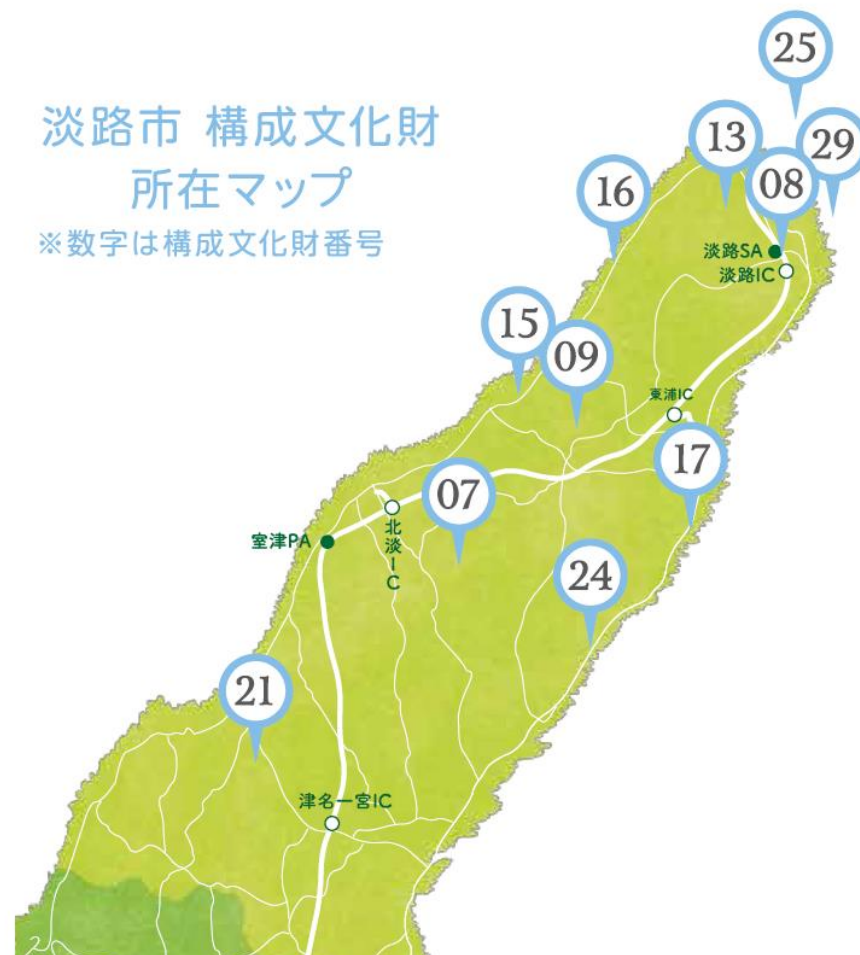 淡路市 構成文化財
所在マップ
※数字は構成文化財番号
25
13
29
08
16
淡路SA
淡路IC
15
09
東浦IC
17
07
北淡IC
室津PA
24
21
津名一宮IC